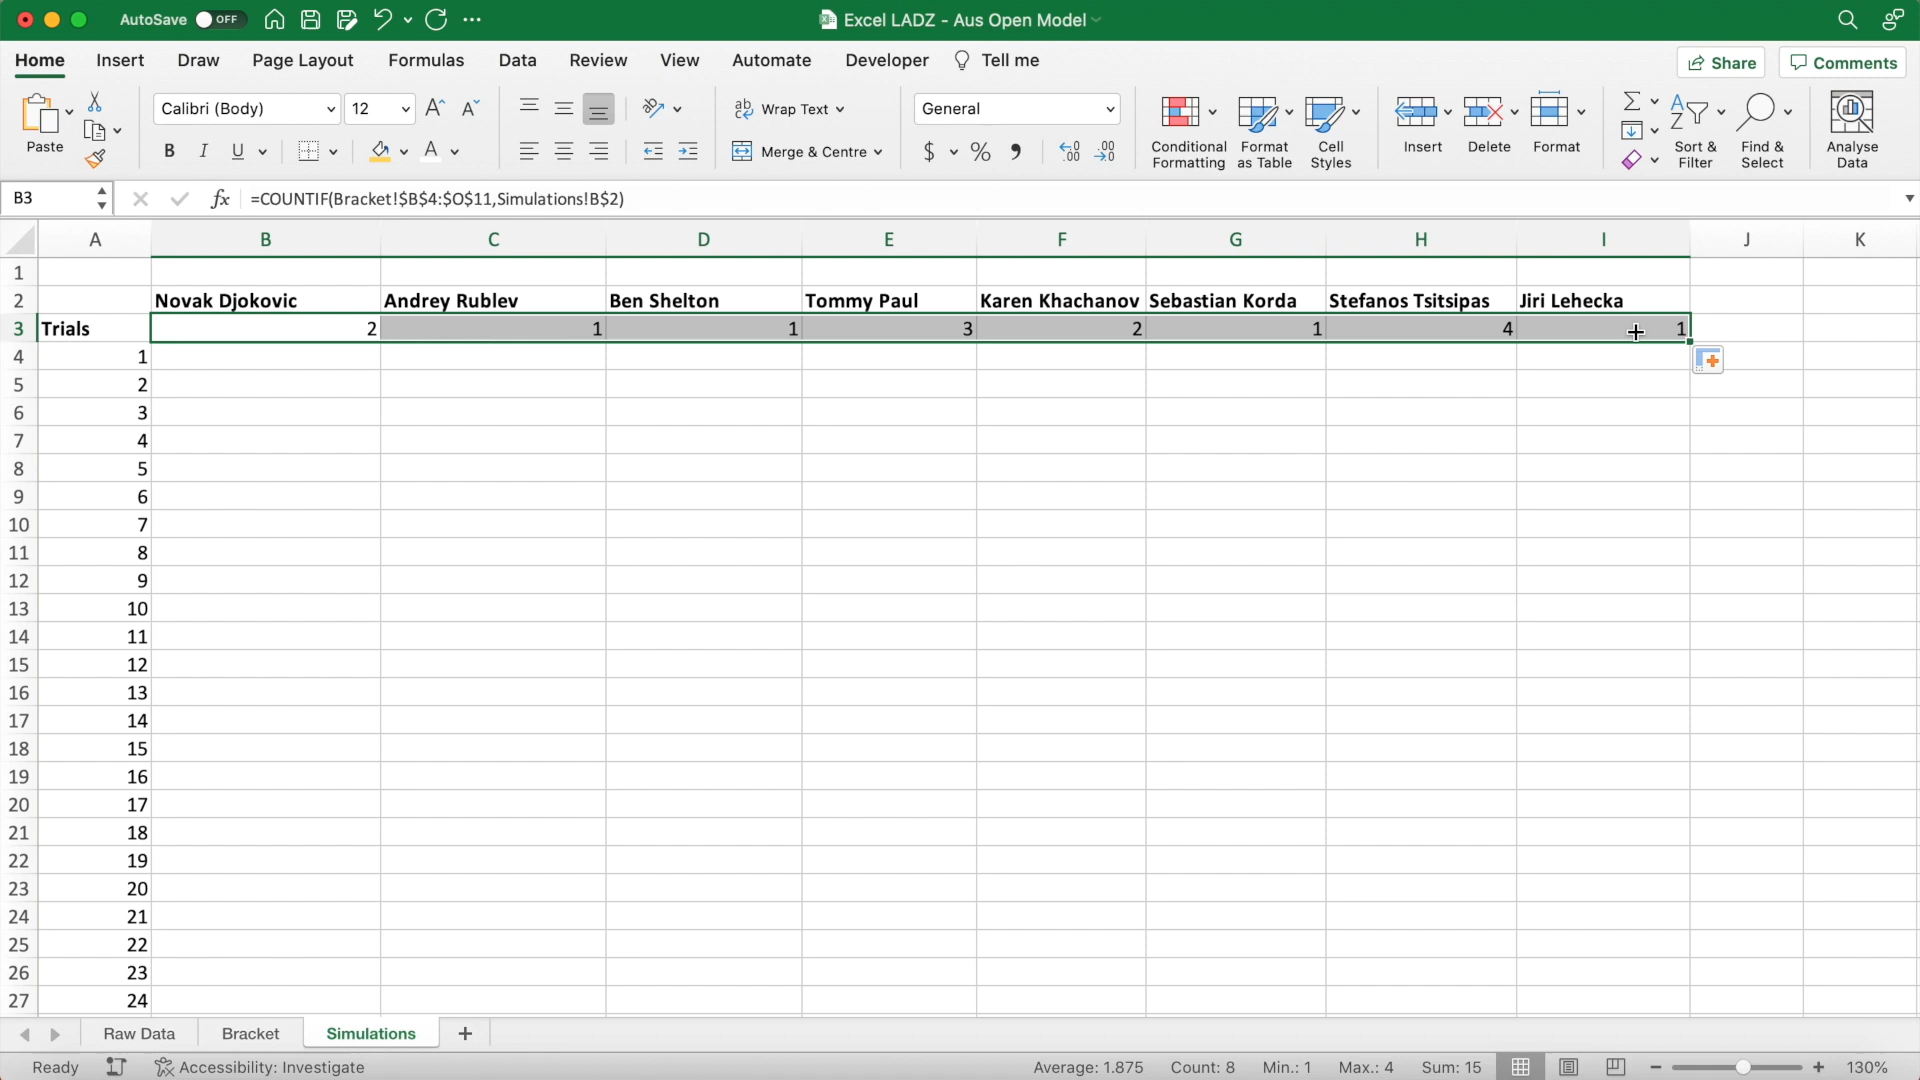 AutoSave OFF Excel LADZ - Aus Open Model
Home Insert Draw Page Layout Formulas Data Review View Automate Developer Tell me Share Comments
Paste Calibri (Body) 12 Wrap Text General
B I U Merge & Centre $ % Conditional Formatting Format as Table Cell Styles Insert Delete Format Sort & Filter Find & Select Analyse Data
B3 fx =COUNTIF(Bracket!$B$4:$O$11,Simulations!B$2)
A B C D E F G H I J K
1
2 Novak Djokovic Andrey Rublev Ben Shelton Tommy Paul Karen Khachanov Sebastian Korda Stefanos Tsitsipas Jiri Lehecka
3 Trials 2 1 1 3 2 1 4 1
4 1
5 2
6 3
7 4
8 5
9 6
10 7
11 8
12 9
13 10
14 11
15 12
16 13
17 14
18 15
19 16
20 17
21 18
22 19
23 20
24 21
25 22
26 23
27 24
Raw Data Bracket Simulations +
Ready Accessibility: Investigate Average: 1.875 Count: 8 Min.: 1 Max.: 4 Sum: 15 130%